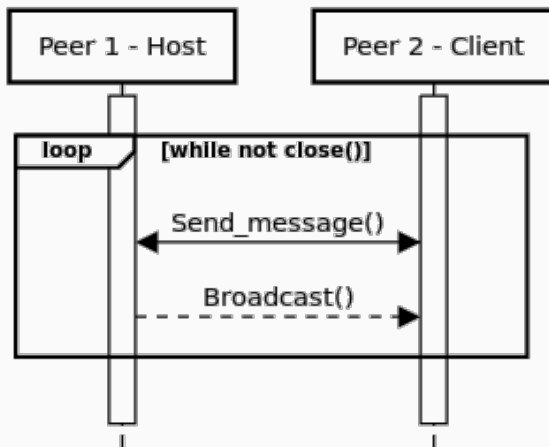 Peer 1 - Host
Peer 2 - Client
loop
[while not close()]
Send_message()
Broadcast()